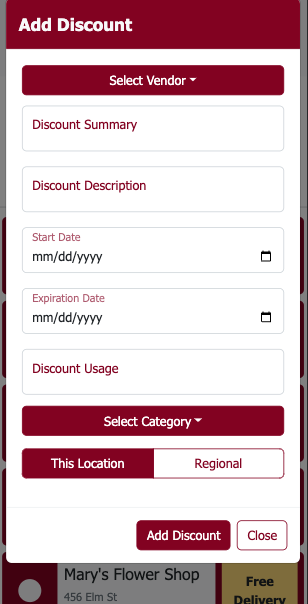 Add Discount
Select Vendor
Discount Summary
Discount Description
Start Date
mm/dd/yyyy
Expiration Date
mm/dd/yyyy
Discount Usage
Select Category
This Location Regional
Add Discount Close
Mary's Flower Shop
456 Elm St
Free
Delivery